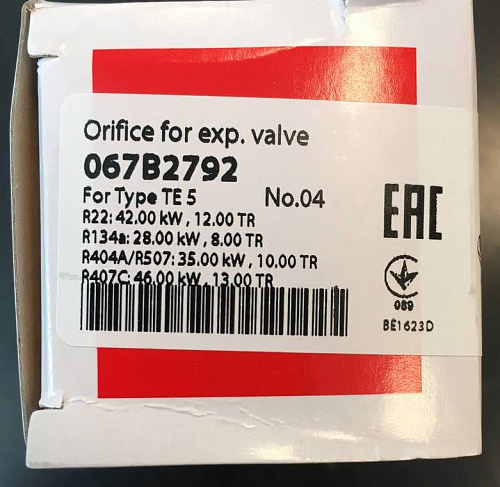 Orifice for exp. valve
067B2792
For Type TE 5 No.04
R22: 42.00 kW , 12.00 TR
R134a: 28.00 kW , 8.00 TR
R404A/R507: 35.00 kW , 10.00 TR
R407C: 46.00 kW , 13.00 TR
EAC
089
BE1623D